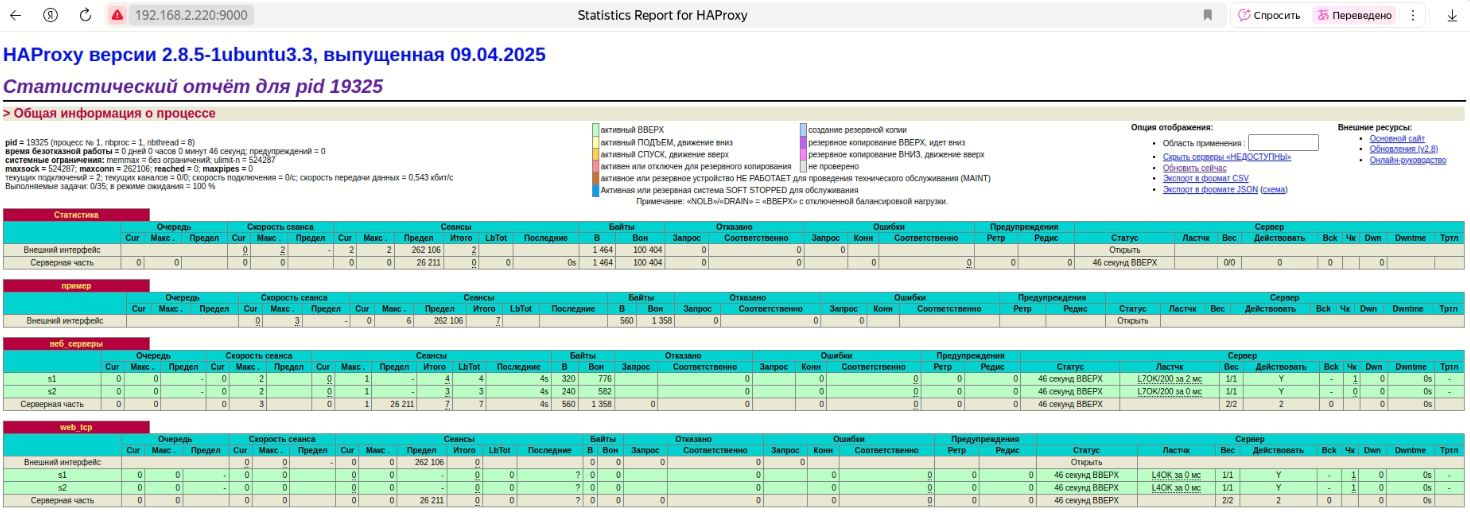 192.168.2.220:9000
Statistics Report for HAProxy
Спросить
Переведено
HAProxy версии 2.8.5-1ubuntu3.3, выпущенная 09.04.2025
Статистический отчёт для pid 19325
> Общая информация о процессе
pid = 19325 (процесс № 1, nbproc = 1, nbthread = 8)
время безотказной работы = 0 дней 0 часов 0 минут 46 секунд; предупреждений = 0
системные ограничения: memmax = без ограничений; ulimit-n = 524287
maxsock = 524287; maxconn = 262106; reached = 0; maxpipes = 0
текущих подключений = 2; текущих каналов = 0/0; скорость подключения = 0/с; скорость передачи данных = 0,543 кбит/с
Выполняемые задачи: 0/35; в режиме ожидания = 100 %
активный ВВЕРХ
создание резервной копии
активный ПОДЪЕМ, движение вниз
резервное копирование ВВЕРХ, идет вниз
активный СПУСК, движение вверх
резервное копирование ВНИЗ, движение вверх
активен или отключен для резервного копирования
не проверено
активное или резервное устройство НЕ РАБОТАЕТ для проведения технического обслуживания (MAINT)
Активная или резервная система SOFT STOPPED для обслуживания
Примечание: «NOLB»/«DRAIN» = «ВВЕРХ» с отключенной балансировкой нагрузки.
Опция отображения:
• Область применения :
• Скрыть серверы «НЕДОСТУПНЫ»
• Обновить сейчас
• Экспорт в формат CSV
• Экспорт в формате JSON (схема)
Внешние ресурсы:
• Основной сайт
• Обновления (v2.8)
• Онлайн-руководство
Статистика
Очередь Скорость сеанса Сеансы Байты Отказано Ошибки Предупреждения Сервер
Cur Макс . Предел Cur Макс . Предел Cur Макс . Предел Итого LbTot Последние В Вон Запрос Соответственно Запрос Конн Соответственно Ретр Редис Статус Ластчк Вес Действовать Bck Чк Dwn Dwntme Тртл
Внешний интерфейс 0 2 - 2 2 262 106 2 1 464 100 404 0 0 0 Открыть
Серверная часть 0 0 0 0 0 0 26 211 0 0 0s 1 464 100 404 0 0 0 0 0 0 46 секунд ВВЕРХ 0/0 0 0 0
пример
Очередь Скорость сеанса Сеансы Байты Отказано Ошибки Предупреждения Сервер
Cur Макс . Предел Cur Макс . Предел Cur Макс . Предел Итого LbTot Последние В Вон Запрос Соответственно Запрос Конн Соответственно Ретр Редис Статус Ластчк Вес Действовать Bck Чк Dwn Dwntme Тртл
Внешний интерфейс 0 3 - 0 6 262 106 7 560 1 358 0 0 0 Открыть
веб_серверы
Очередь Скорость сеанса Сеансы Байты Отказано Ошибки Предупреждения Сервер
Cur Макс . Предел Cur Макс . Предел Cur Макс . Предел Итого LbTot Последние В Вон Запрос Соответственно Запрос Конн Соответственно Ретр Редис Статус Ластчк Вес Действовать Bck Чк Dwn Dwntme Тртл
s1 0 0 - 0 2 0 1 - 4 4 4s 320 776 0 0 0 0 0 46 секунд ВВЕРХ L7OK/200 за 2 мс 1/1 Y - 1 0 0s -
s2 0 0 - 0 2 0 1 - 3 3 4s 240 582 0 0 0 0 0 46 секунд ВВЕРХ L7OK/200 за 0 мс 1/1 Y - 0 0 0s -
Серверная часть 0 0 0 3 0 1 26 211 7 7 4s 560 1 358 0 0 0 0 0 0 46 секунд ВВЕРХ 2/2 2 0 0 0s
web_tcp
Очередь Скорость сеанса Сеансы Байты Отказано Ошибки Предупреждения Сервер
Cur Макс . Предел Cur Макс . Предел Cur Макс . Предел Итого LbTot Последние В Вон Запрос Соответственно Запрос Конн Соответственно Ретр Редис Статус Ластчк Вес Действовать Bck Чк Dwn Dwntme Тртл
Внешний интерфейс 0 0 - 0 0 262 106 0 0 0 0 0 0 Открыть
s1 0 0 - 0 0 0 0 - 0 0 ? 0 0 0 0 0 0 0 46 секунд ВВЕРХ L4OK за 0 мс 1/1 Y - 1 0 0s -
s2 0 0 - 0 0 0 0 - 0 0 ? 0 0 0 0 0 0 0 46 секунд ВВЕРХ L4OK за 0 мс 1/1 Y - 1 0 0s -
Серверная часть 0 0 0 0 0 0 26 211 0 0 ? 0 0 0 0 0 0 0 0 46 секунд ВВЕРХ 2/2 2 0 0 0s